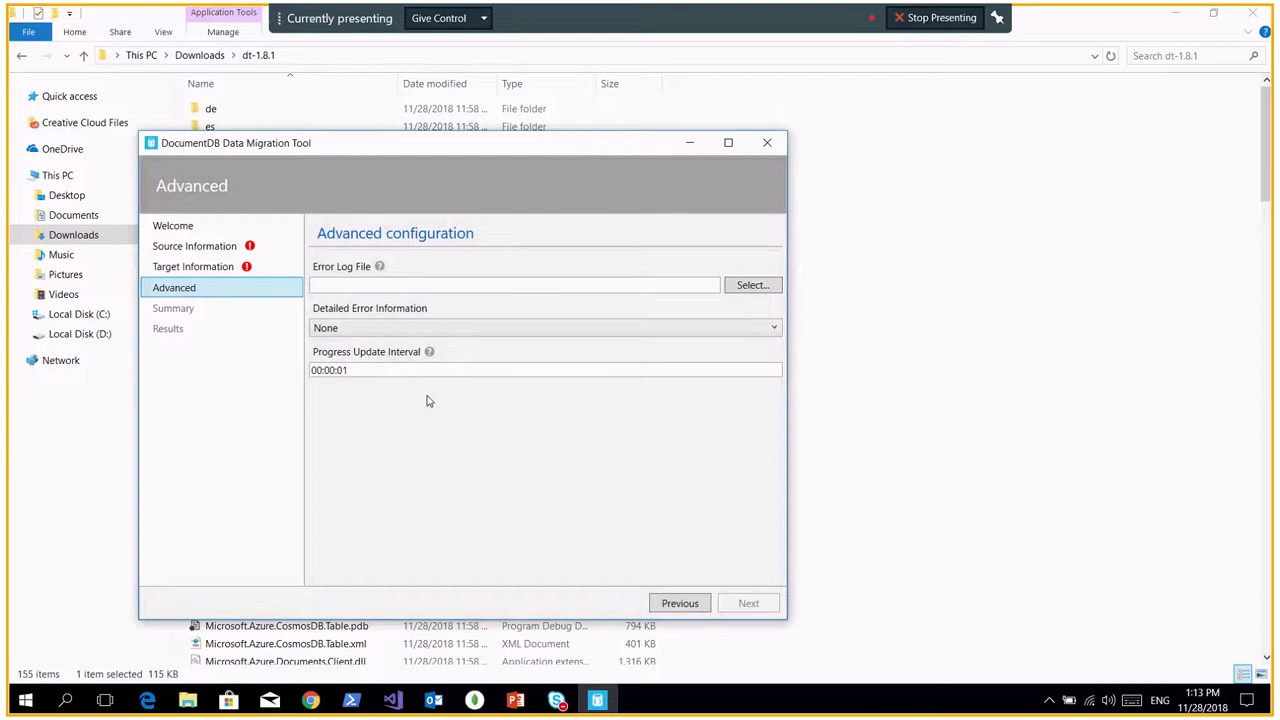 Application Tools
Currently presenting
Give Control
Stop Presenting
File
Home
Share
View
Manage
This PC
Downloads
dt-1.8.1
Search dt-1.8.1
Name
Date modified
Type
Size
Quick access
de
11/28/2018 11:58 ...
File folder
Creative Cloud Files
es
11/28/2018 11:58 ...
File folder
OneDrive
This PC
Desktop
Documents
Downloads
Music
Pictures
Videos
Local Disk (C:)
Local Disk (D:)
Network
DocumentDB Data Migration Tool
Advanced
Welcome
Source Information
Target Information
Advanced
Summary
Results
Advanced configuration
Error Log File
Select...
Detailed Error Information
None
Progress Update Interval
00:00:01
Previous
Next
Microsoft.Azure.CosmosDB.Table.pdb
11/28/2018 11:58 ...
Program Debug D...
794 KB
Microsoft.Azure.CosmosDB.Table.xml
11/28/2018 11:58 ...
XML Document
401 KB
Microsoft.Azure.Documents.Client.dll
11/28/2018 11:58 ...
Application extens...
1,316 KB
155 items
1 item selected 115 KB
ENG
1:13 PM
11/28/2018